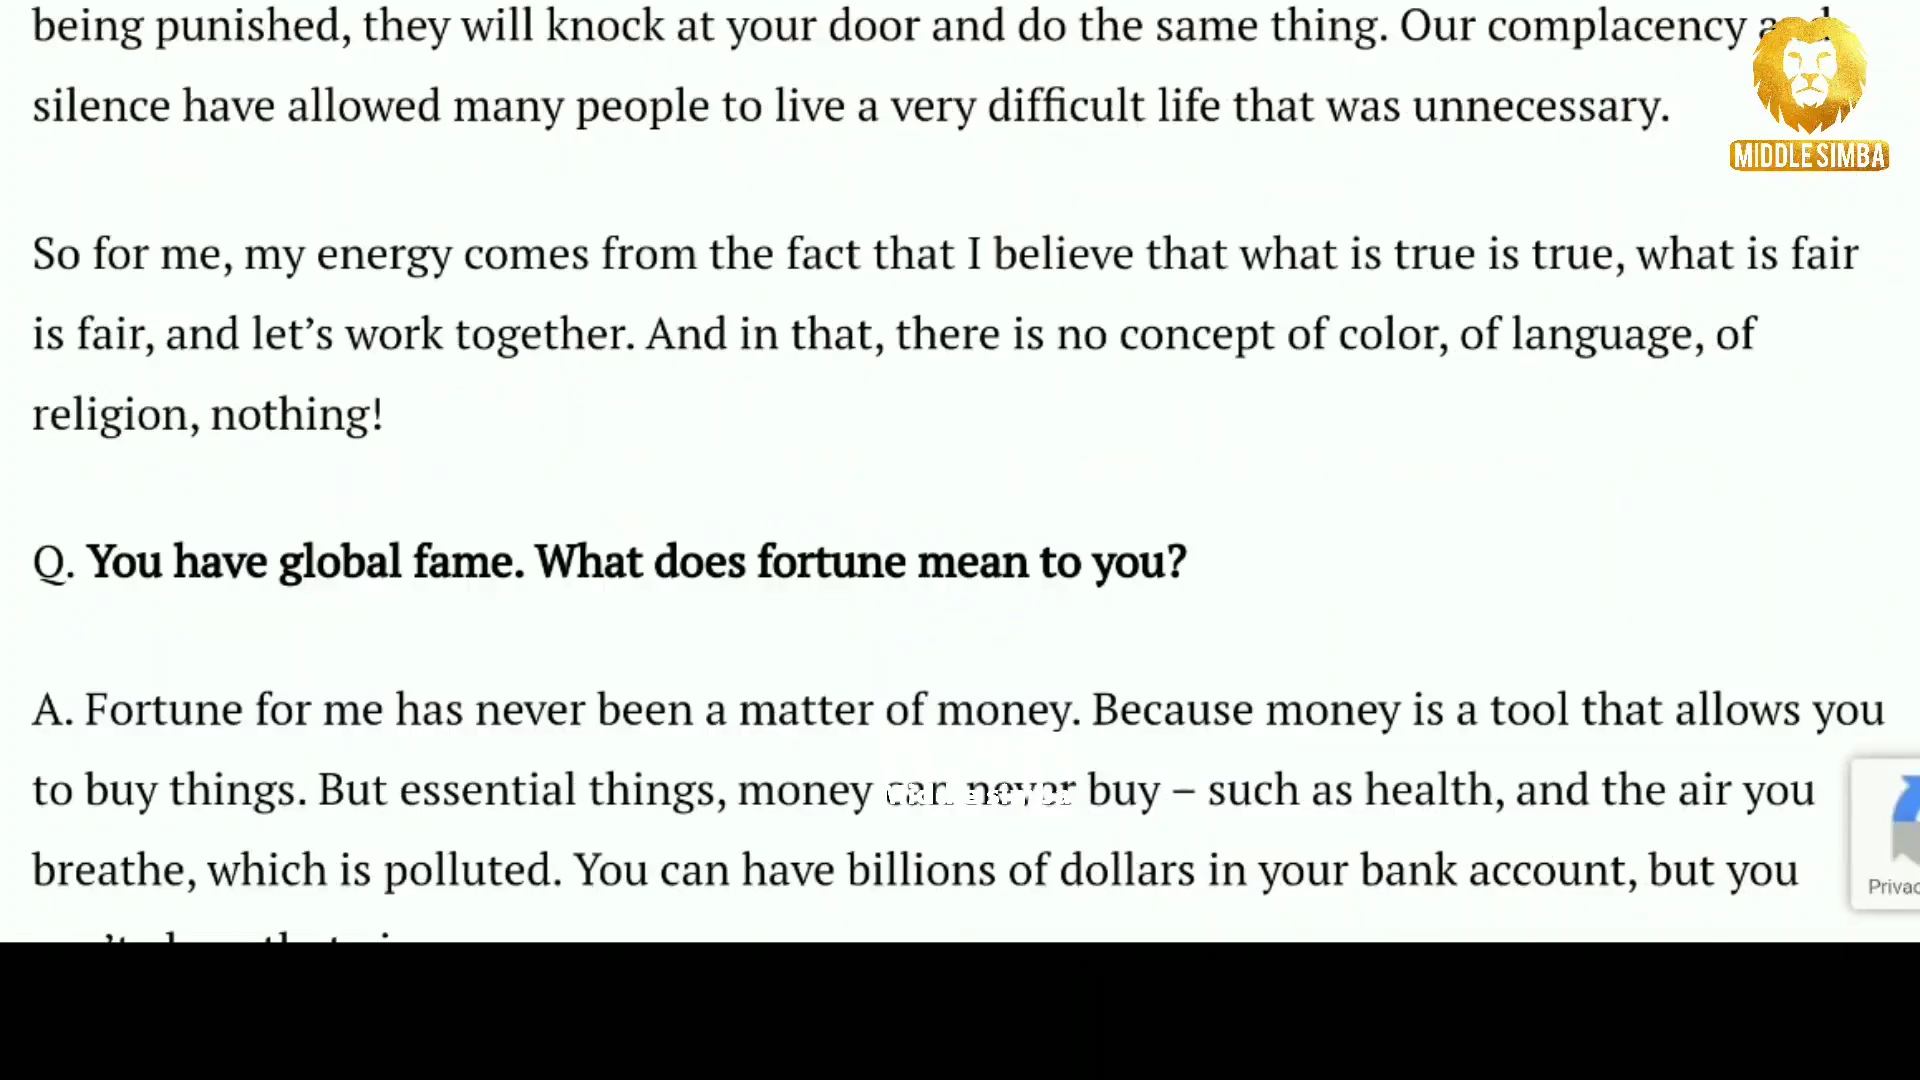 being punished, they will knock at your door and do the same thing. Our complacency
silence have allowed many people to live a very difficult life that was unnecessary.
MIDDLE SIMBA
So for me, my energy comes from the fact that I believe that what is true is true, what is fair
is fair, and let’s work together. And in that, there is no concept of color, of language, of
religion, nothing!
Q. You have global fame. What does fortune mean to you?
A. Fortune for me has never been a matter of money. Because money is a tool that allows you
to buy things. But essential things, money can never buy – such as health, and the air you
breathe, which is polluted. You can have billions of dollars in your bank account, but you